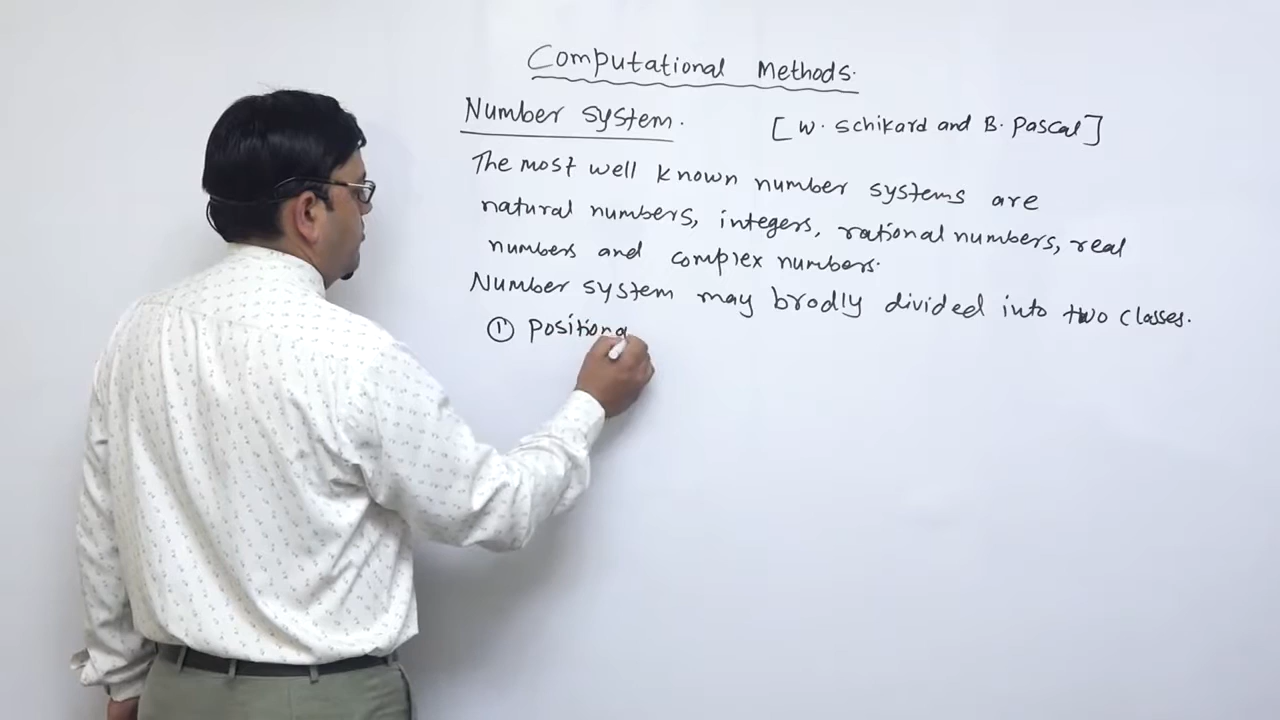 Computational Methods.
Number system.
[W. Schikard and B. Pascal]
The most well known number systems are
natural numbers, integers, rational numbers, real
numbers and complex numbers.
Number system may brodly divided into two classes.
① Positiona